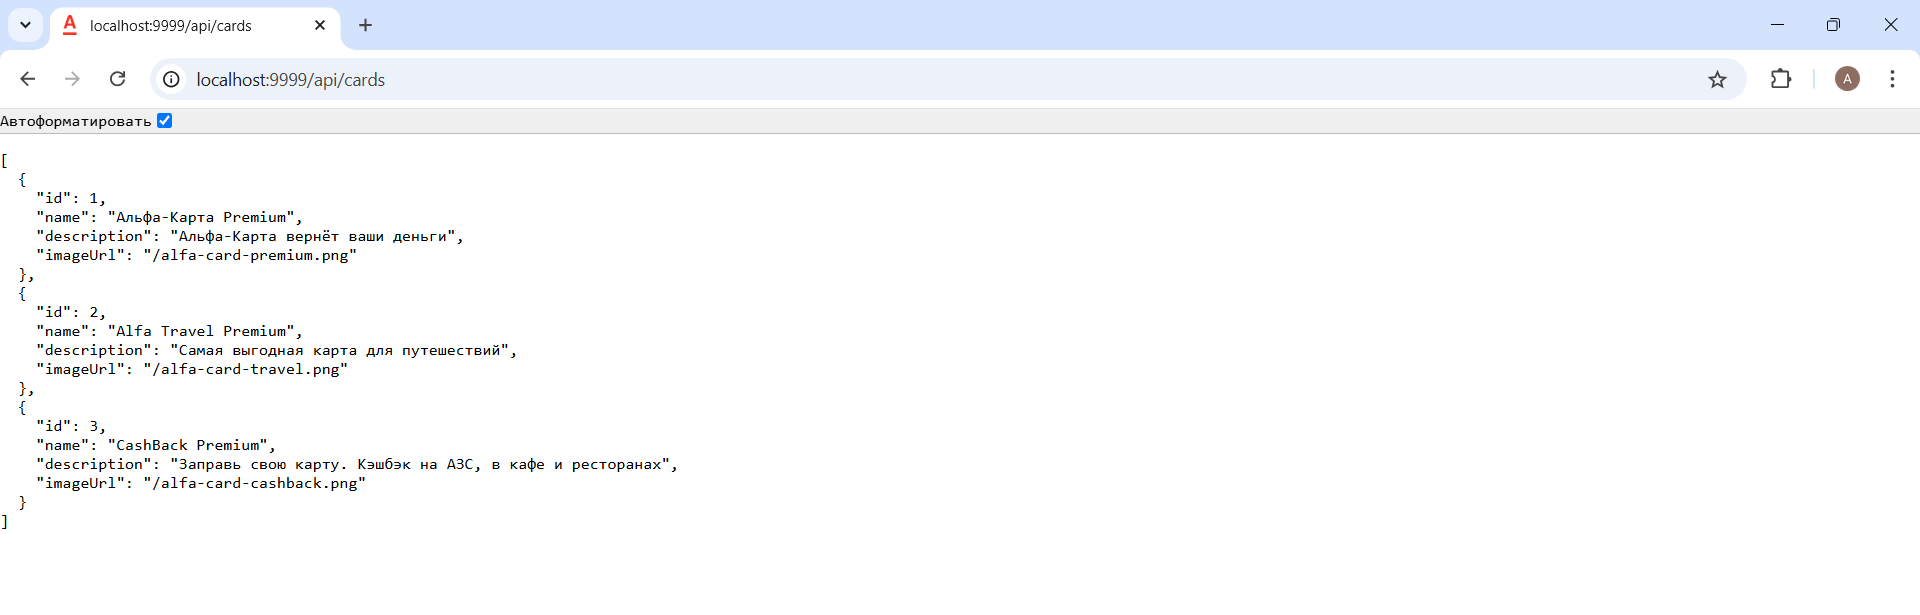 A localhost:9999/api/cards
localhost:9999/api/cards
A
Автоформатировать
[
  {
    "id": 1,
    "name": "Альфа-Карта Premium",
    "description": "Альфа-Карта вернёт ваши деньги",
    "imageUrl": "/alfa-card-premium.png"
  },
  {
    "id": 2,
    "name": "Alfa Travel Premium",
    "description": "Самая выгодная карта для путешествий",
    "imageUrl": "/alfa-card-travel.png"
  },
  {
    "id": 3,
    "name": "CashBack Premium",
    "description": "Заправь свою карту. Кэшбэк на АЗС, в кафе и ресторанах",
    "imageUrl": "/alfa-card-cashback.png"
  }
]